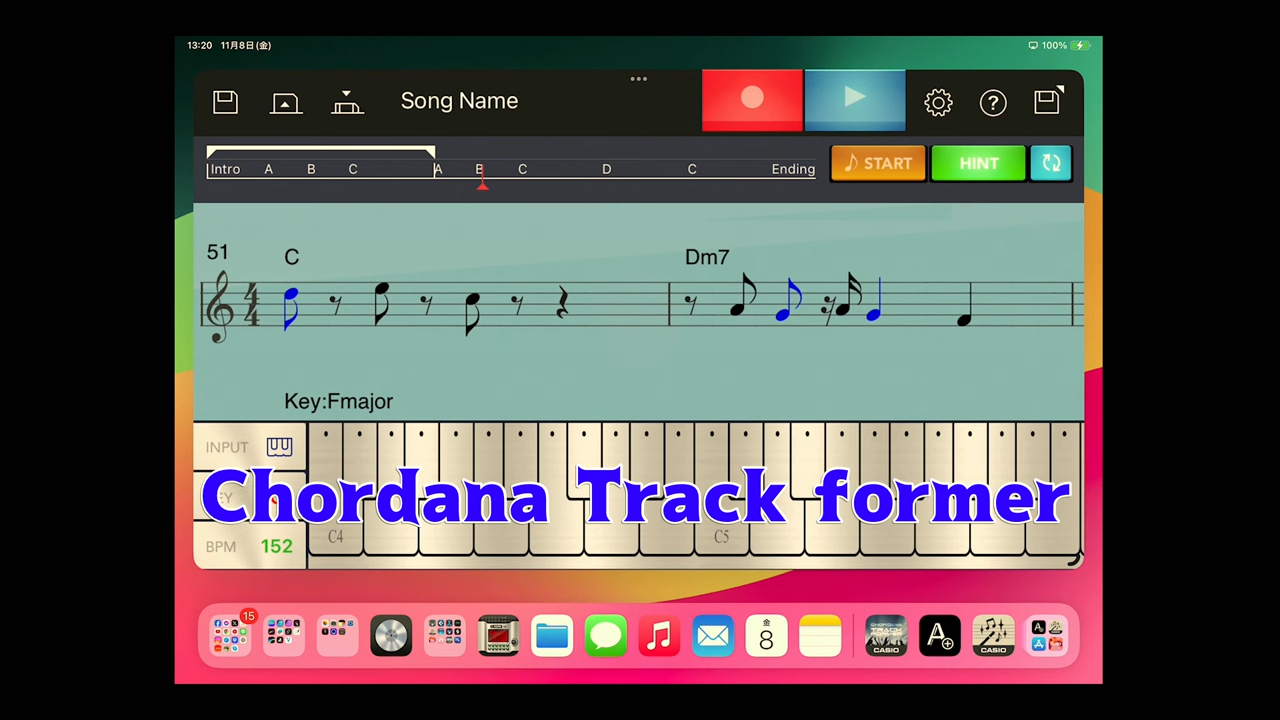 13:20 11月8日(金)
100%
Song Name
Intro A B C A B C D C Ending
START
HINT
51
C
Dm7
Key:Fmajor
INPUT
Chordana Track former
C4
C5
BPM 152
15
金
8
CASIO
CASIO